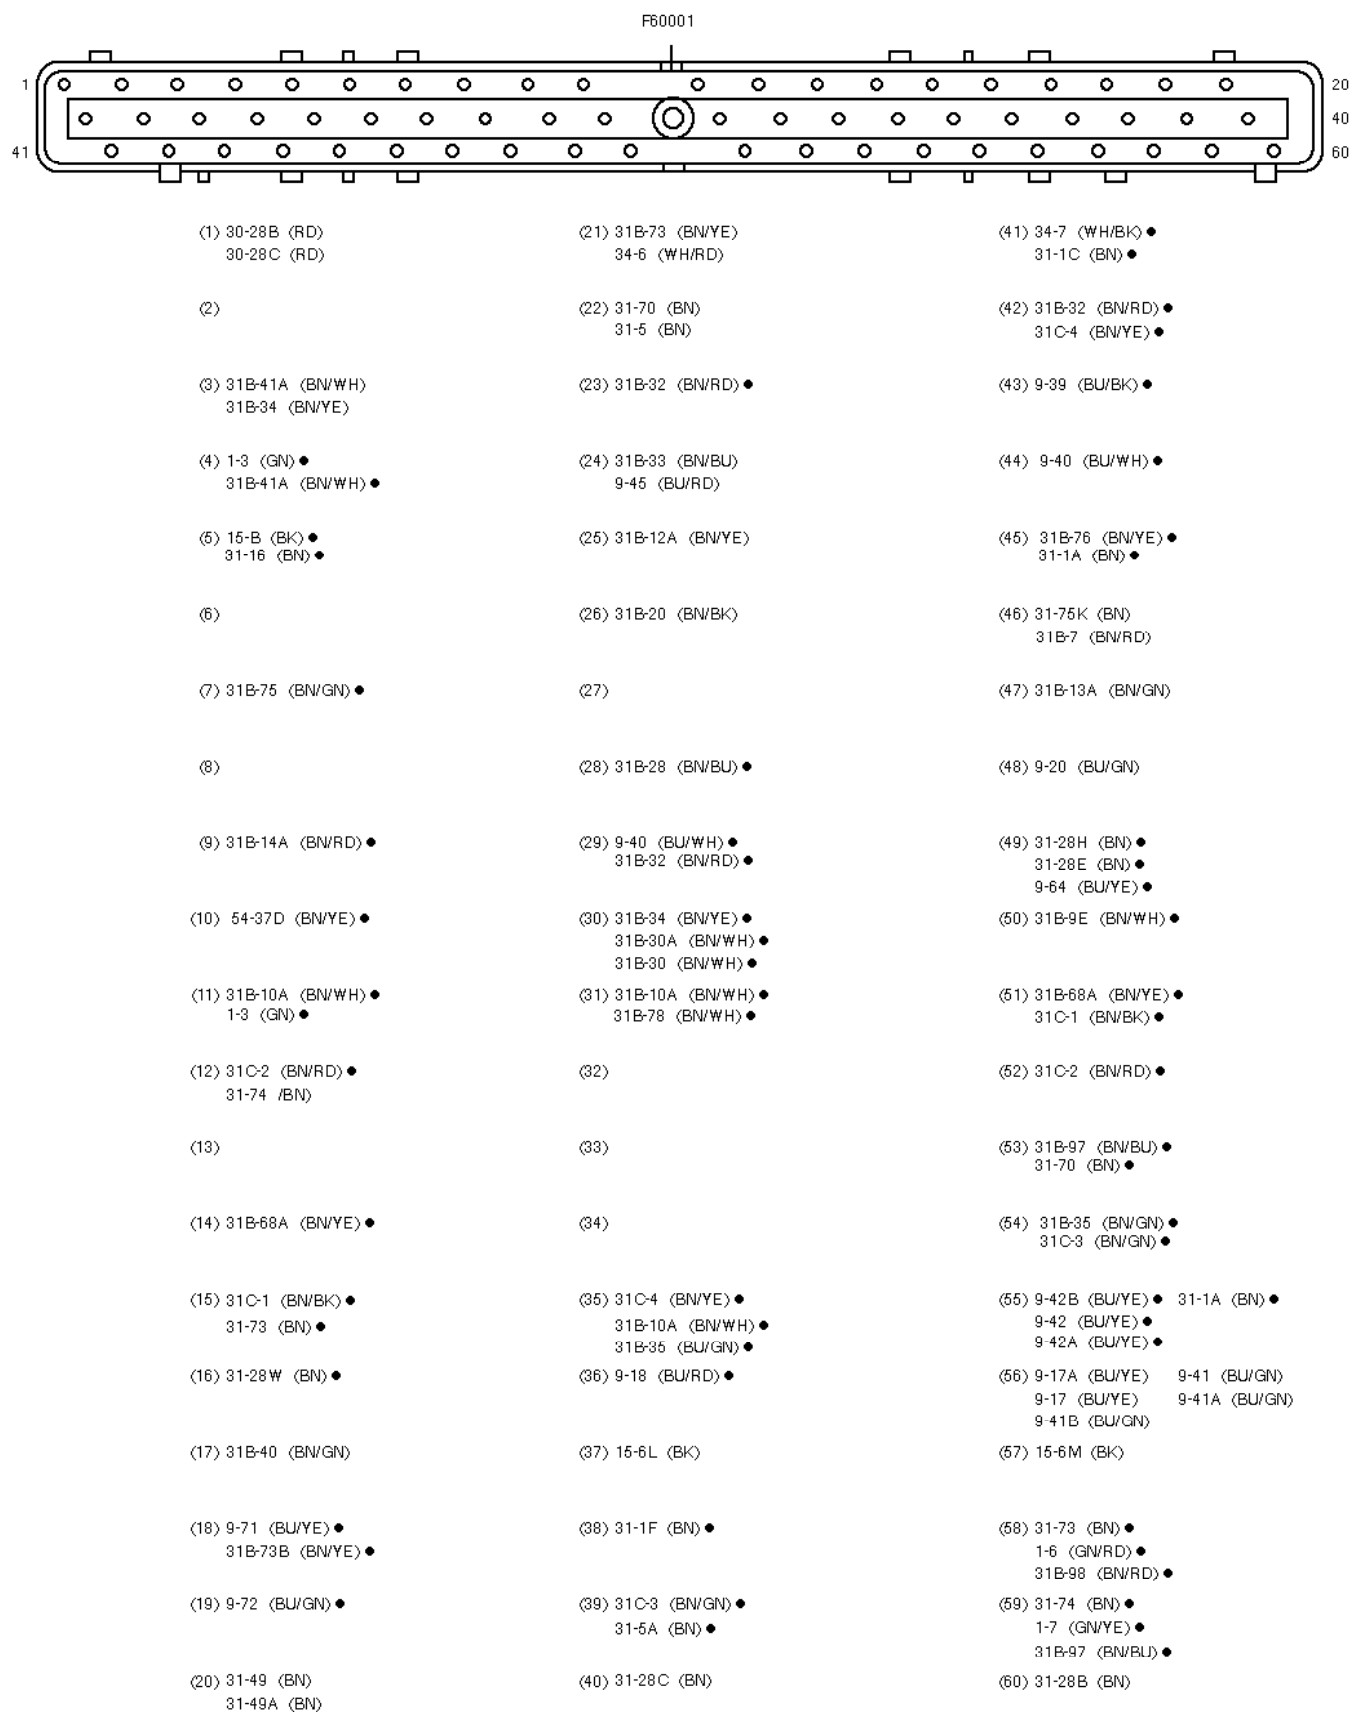 F60001
1
20
40
41
60
(1) 30-28B (RD)
30-28C (RD)
(2)
(3) 31B-41A (BN/WH)
31B-34 (BN/YE)
(4) 1-3 (GN) ●
31B-41A (BN/WH) ●
(5) 15-B (BK) ●
31-16 (BN) ●
(6)
(7) 31B-75 (BN/GN) ●
(8)
(9) 31B-14A (BN/RD) ●
(10) 54-37D (BN/YE) ●
(11) 31B-10A (BN/WH) ●
1-3 (GN) ●
(12) 31C-2 (BN/RD) ●
31-74 /BN)
(13)
(14) 31B-68A (BN/YE) ●
(15) 31C-1 (BN/BK) ●
31-73 (BN) ●
(16) 31-28W (BN) ●
(17) 31B-40 (BN/GN)
(18) 9-71 (BU/YE) ●
31B-73B (BN/YE) ●
(19) 9-72 (BU/GN) ●
(20) 31-49 (BN)
31-49A (BN)
(21) 31B-73 (BN/YE)
34-6 (WH/RD)
(22) 31-70 (BN)
31-5 (BN)
(23) 31B-32 (BN/RD) ●
(24) 31B-33 (BN/BU)
9-45 (BU/RD)
(25) 31B-12A (BN/YE)
(26) 31B-20 (BN/BK)
(27)
(28) 31B-28 (BN/BU) ●
(29) 9-40 (BU/WH) ●
31B-32 (BN/RD) ●
(30) 31B-34 (BN/YE) ●
31B-30A (BN/WH) ●
31B-30 (BN/WH) ●
(31) 31B-10A (BN/WH) ●
31B-78 (BN/WH) ●
(32)
(33)
(34)
(35) 31C-4 (BN/YE) ●
31B-10A (BN/WH) ●
31B-35 (BU/GN) ●
(36) 9-18 (BU/RD) ●
(37) 15-6L (BK)
(38) 31-1F (BN) ●
(39) 31C-3 (BN/GN) ●
31-5A (BN) ●
(40) 31-28C (BN)
(41) 34-7 (WH/BK) ●
31-1C (BN) ●
(42) 31B-32 (BN/RD) ●
31C-4 (BN/YE) ●
(43) 9-39 (BU/BK) ●
(44) 9-40 (BU/WH) ●
(45) 31B-76 (BN/YE) ●
31-1A (BN) ●
(46) 31-75K (BN)
31B-7 (BN/RD)
(47) 31B-13A (BN/GN)
(48) 9-20 (BU/GN)
(49) 31-28H (BN) ●
31-28E (BN) ●
9-64 (BU/YE) ●
(50) 31B-9E (BN/WH) ●
(51) 31B-68A (BN/YE) ●
31C-1 (BN/BK) ●
(52) 31C-2 (BN/RD) ●
(53) 31B-97 (BN/BU) ●
31-70 (BN) ●
(54) 31B-35 (BN/GN) ●
31C-3 (BN/GN) ●
(55) 9-42B (BU/YE) ● 31-1A (BN) ●
9-42 (BU/YE) ●
9-42A (BU/YE) ●
(56) 9-17A (BU/YE) 9-41 (BU/GN)
9-17 (BU/YE) 9-41A (BU/GN)
9-41B (BU/GN)
(57) 15-6M (BK)
(58) 31-73 (BN) ●
1-6 (GN/RD) ●
31B-98 (BN/RD) ●
(59) 31-74 (BN) ●
1-7 (GN/YE) ●
31B-97 (BN/BU) ●
(60) 31-28B (BN)